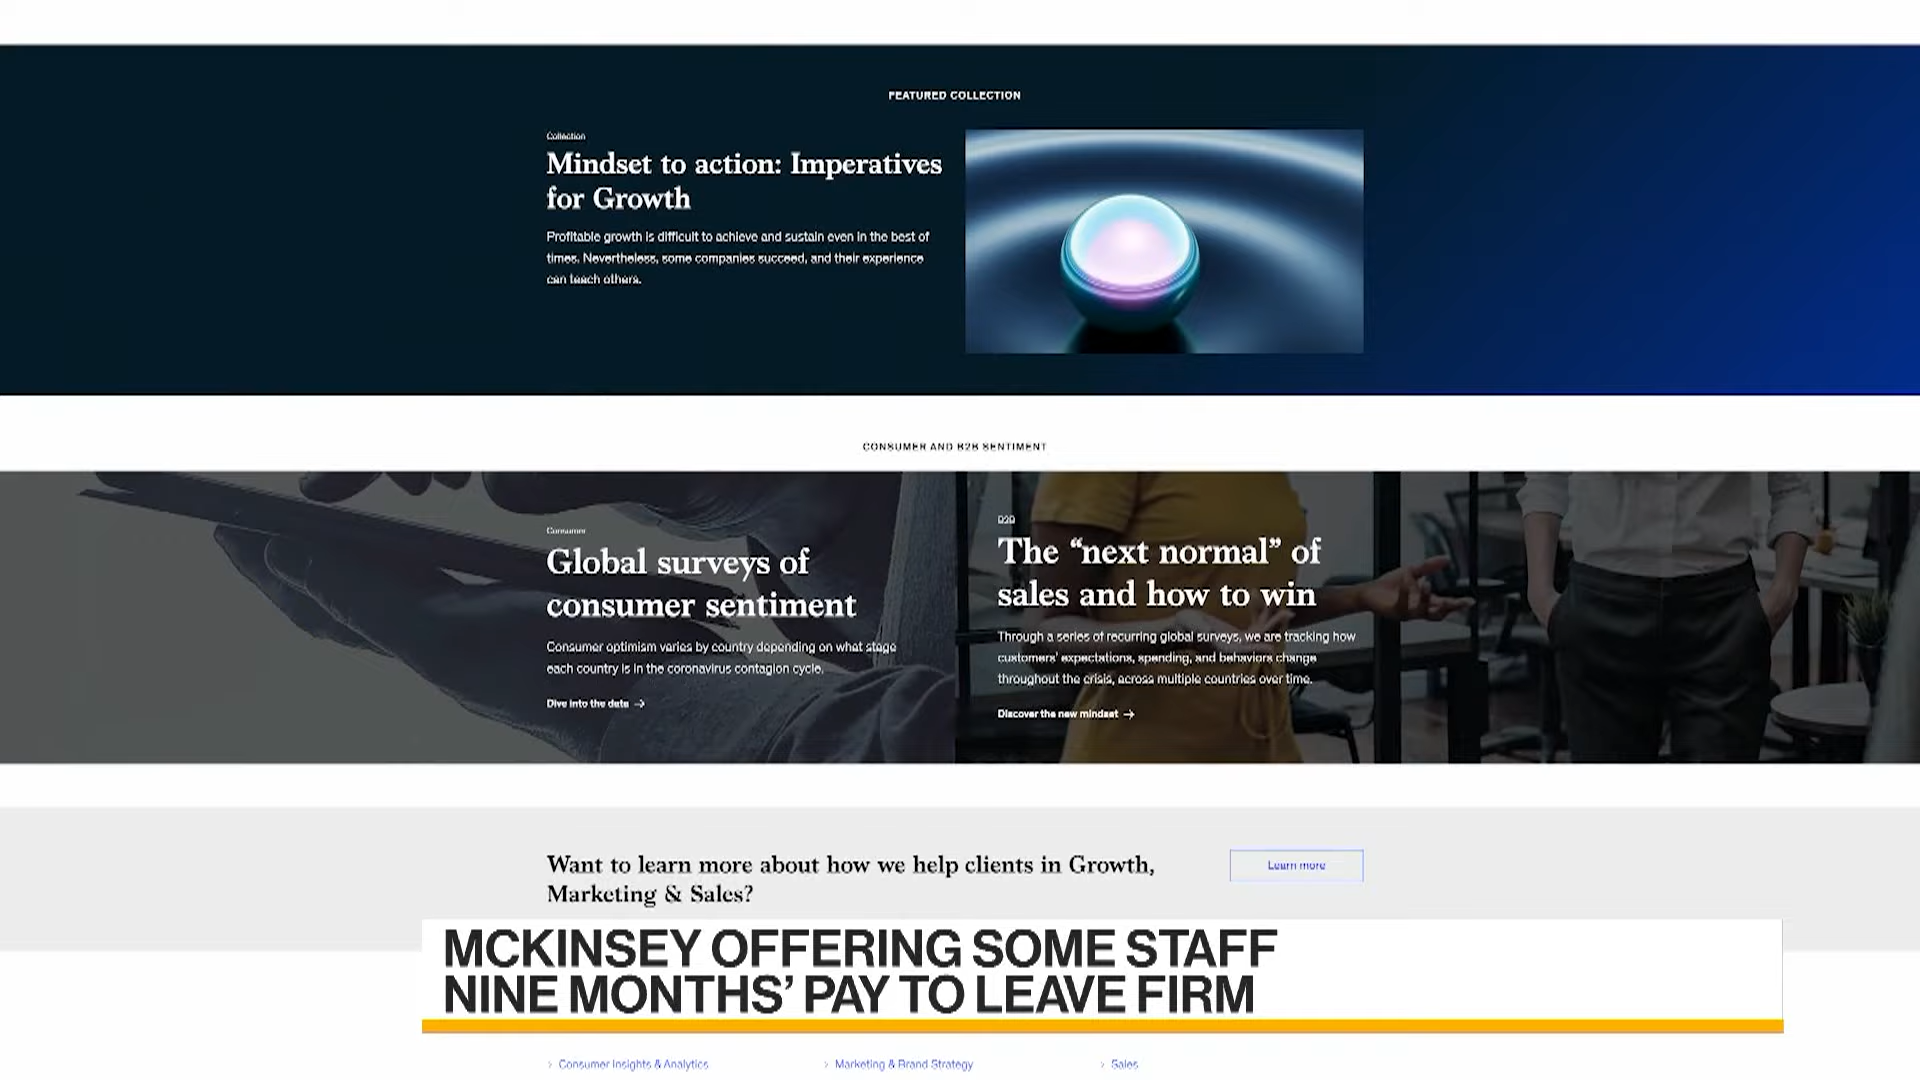 FEATURED COLLECTION
Collection
Mindset to action: Imperatives
for Growth
Profitable growth is difficult to achieve and sustain even in the best of
times. Nevertheless, some companies succeed, and their experience
can teach others.
CONSUMER AND B2B SENTIMENT
Consumer
Global surveys of
consumer sentiment
Consumer optimism varies by country depending on what stage
each country is in the coronavirus contagion cycle.
Dive into the data →
B2B
The “next normal” of
sales and how to win
Through a series of recurring global surveys, we are tracking how
customers’ expectations, spending, and behaviors change
throughout the crisis, across multiple countries over time.
Discover the new mindset →
Want to learn more about how we help clients in Growth,
Marketing & Sales?
Learn more
MCKINSEY OFFERING SOME STAFF
NINE MONTHS’ PAY TO LEAVE FIRM
› Consumer Insights & Analytics
› Marketing & Brand Strategy
› Sales